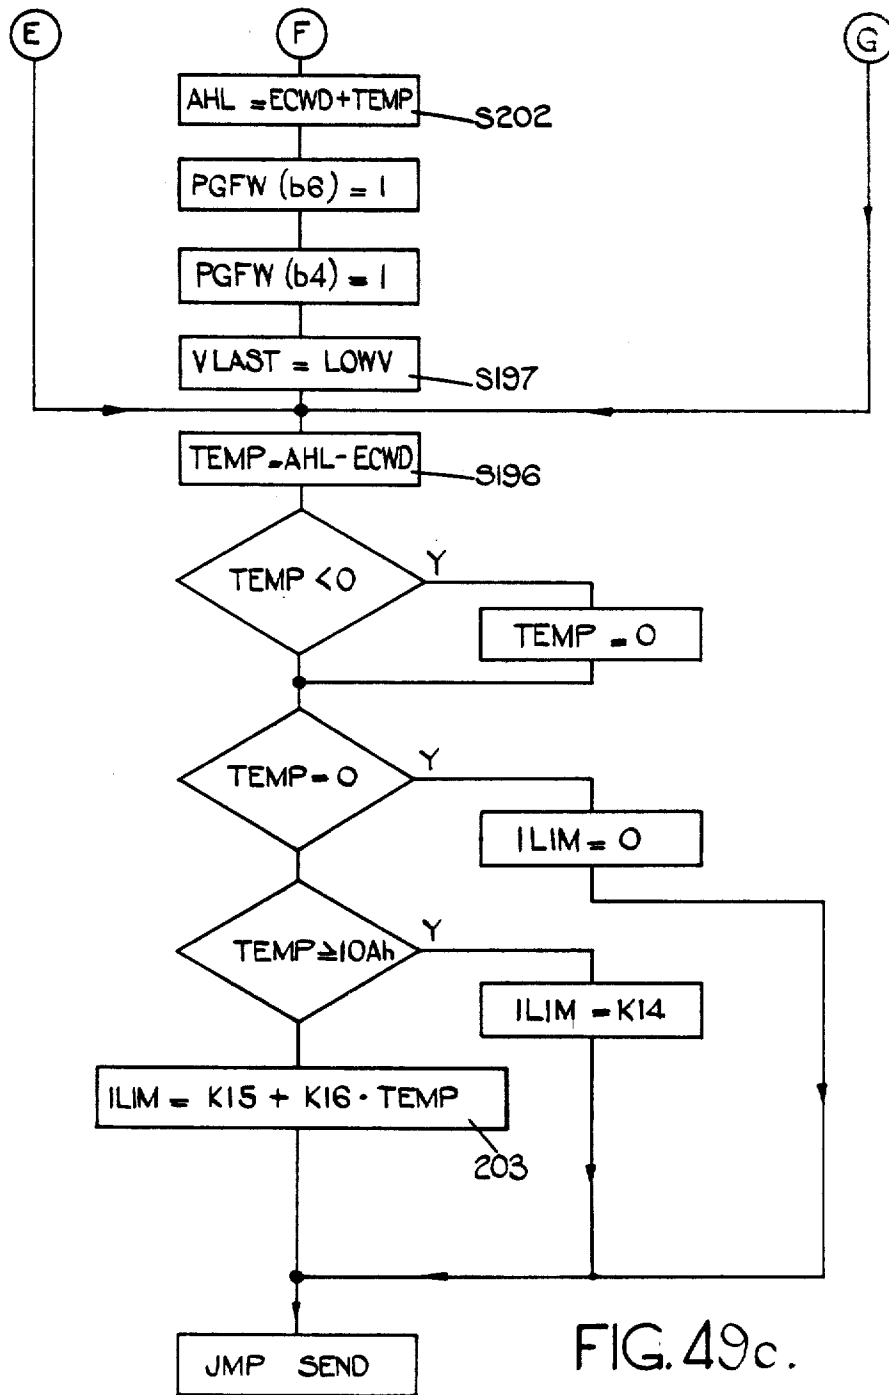 E F G
AHL = ECWD+TEMP
S202
PGFW (b6) = 1
PGFW (b4) = 1
VLAST = LOWV
S197
TEMP=AHL-ECWD
S196
TEMP <0
Y
TEMP = 0
TEMP= 0
Y
ILIM = 0
TEMP≥10Ah
Y
ILIM = K14
ILIM = K15 + K16 · TEMP
203
JMP SEND
FIG. 49c.